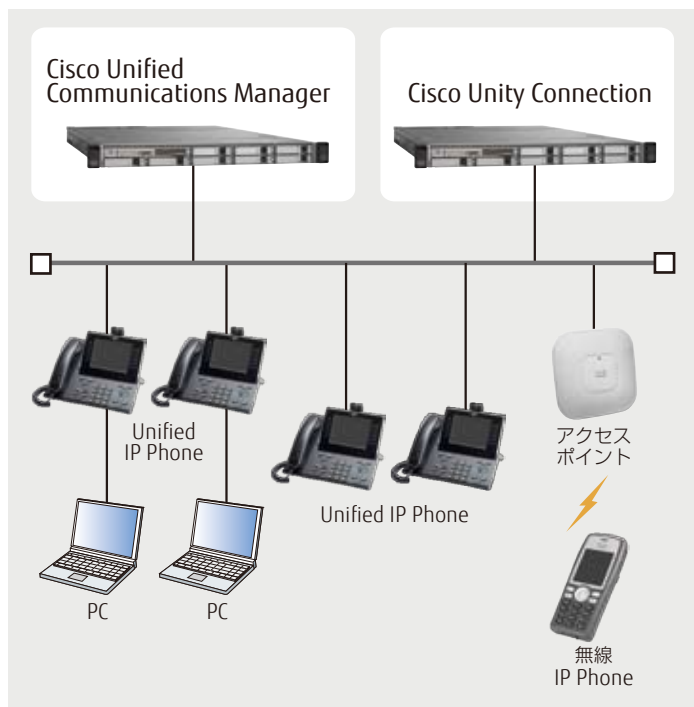 Cisco Unified
Communications Manager
Cisco Unity Connection
Unified
IP Phone
アクセス
ポイント
Unified IP Phone
PC
PC
無線
IP Phone